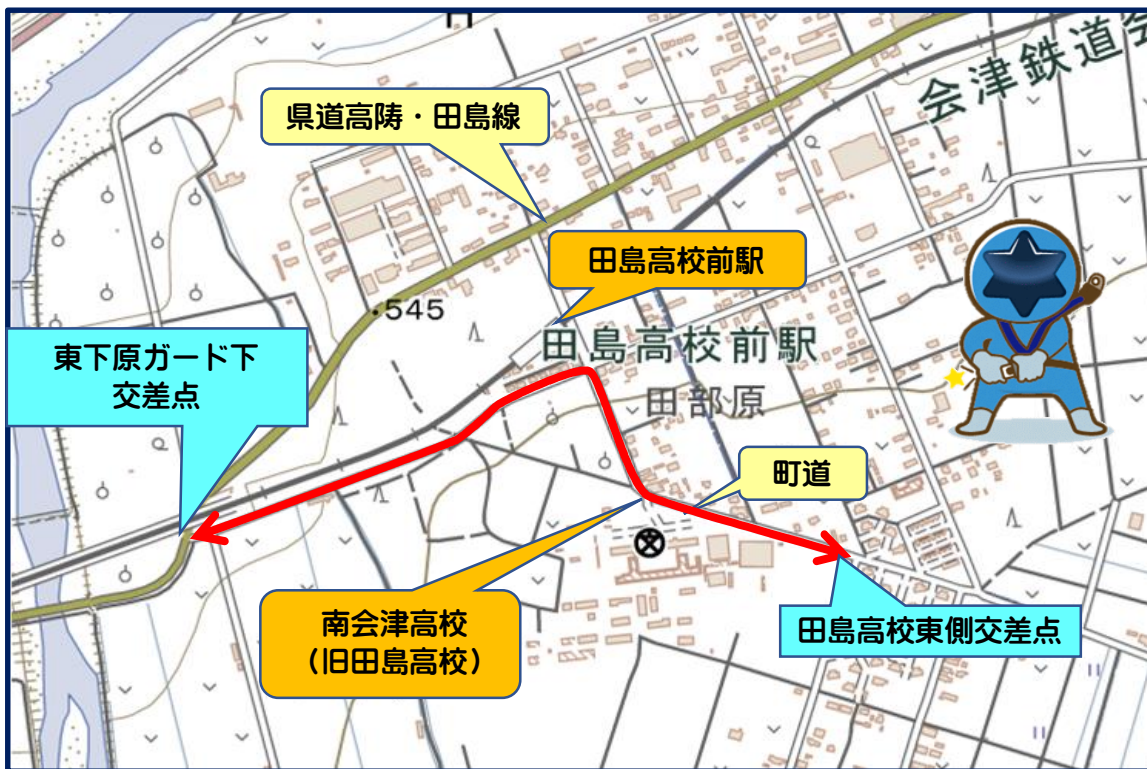 会津鉄道会
県道高陦・田島線
田島高校前駅
545
田島高校前駅
田部原
東下原ガード下
交差点
町道
南会津高校
（旧田島高校）
田島高校東側交差点